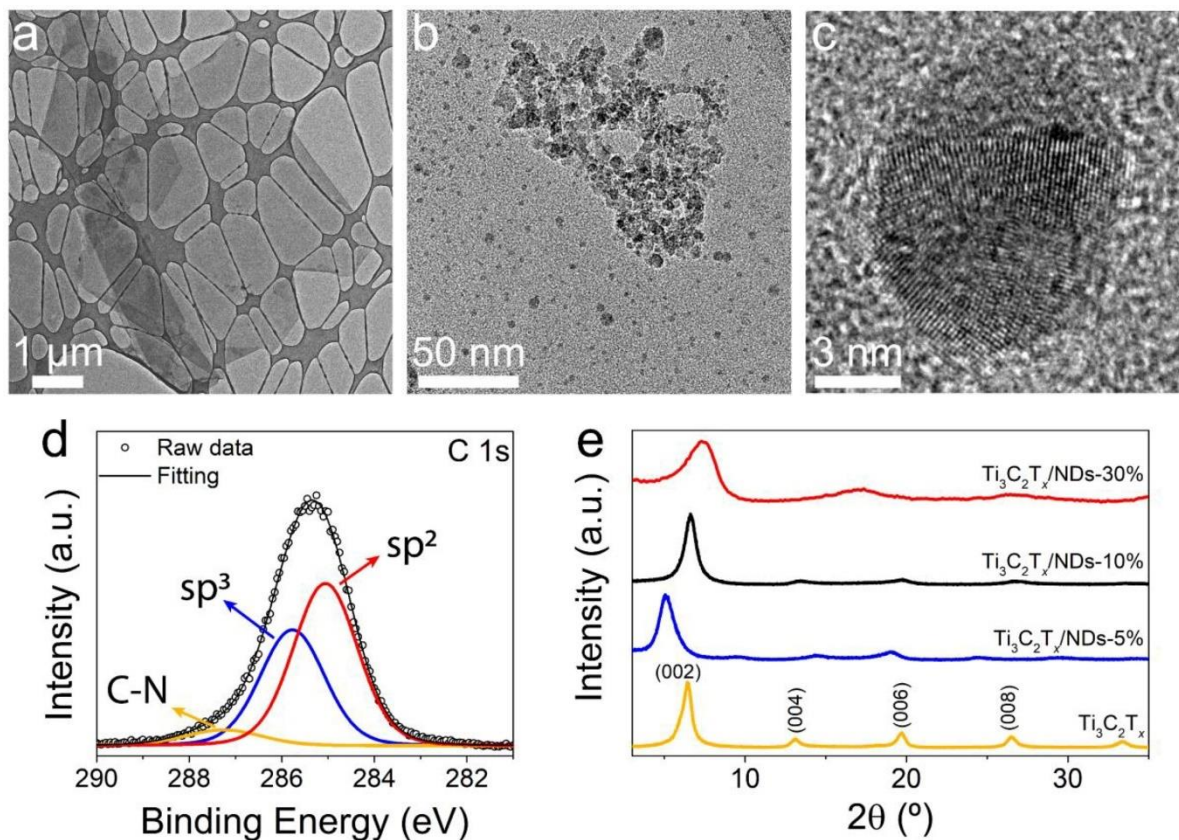 a
1 µm
b
50 nm
c
3 nm
d
Raw data
Fitting
C 1s
sp³
sp²
C-N
Intensity (a.u.)
290 288 286 284 282
Binding Energy (eV)
e
Ti₃C₂Tₓ/NDs-30%
Ti₃C₂Tₓ/NDs-10%
Ti₃C₂Tₓ/NDs-5%
(002)
(004)
(006)
(008)
Ti₃C₂Tₓ
Intensity (a.u.)
10 20 30
2θ (º)